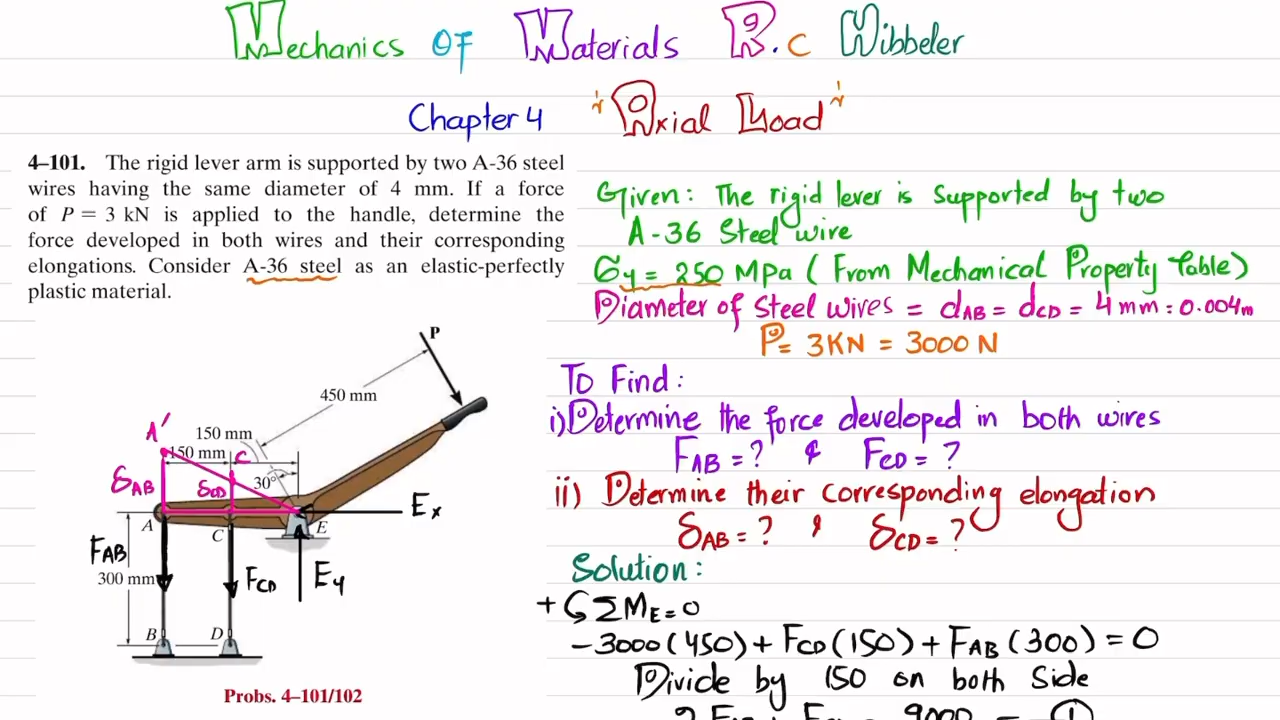 Mechanics OF Materials R.C Hibbeler
Chapter 4 "Axial Load"
4–101. The rigid lever arm is supported by two A-36 steel
wires having the same diameter of 4 mm. If a force
of P = 3 kN is applied to the handle, determine the
force developed in both wires and their corresponding
elongations. Consider A-36 steel as an elastic-perfectly
plastic material.
P
450 mm
150 mm
150 mm
30°
A'
C'
δAB
δCD
A
C
E
Ex
Ey
FAB
FCD
300 mm
B
D
Probs. 4–101/102
Given: The rigid lever is supported by two
A-36 Steel wire
σy = 250 MPa (From Mechanical Property Table)
Diameter of Steel wires = dAB = dCD = 4 mm = 0.004m
P = 3KN = 3000 N
To Find:
i) Determine the force developed in both wires
FAB = ? & FCD = ?
ii) Determine their corresponding elongation
δAB = ? & δCD = ?
Solution:
+↺ΣME=0
-3000(450) + FCD(150) + FAB(300) = 0
Divide by 150 on both Side